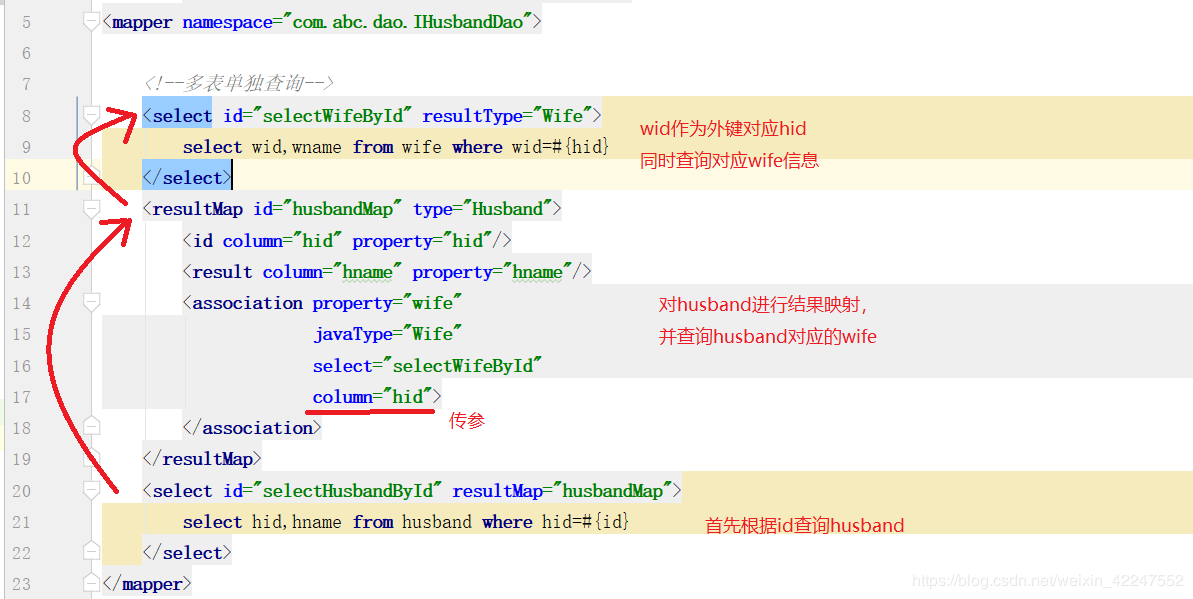 5 <mapper namespace="com.abc.dao.IHusbandDao">
6
7 <!--多表单独查询-->
8 <select id="selectWifeById" resultType="Wife">
wid作为外键对应hid
9 select wid,wname from wife where wid=#{hid}
同时查询对应wife信息
10 </select>
11 <resultMap id="husbandMap" type="Husband">
12 <id column="hid" property="hid"/>
13 <result column="hname" property="hname"/>
14 <association property="wife"
对husband进行结果映射，
15 javaType="Wife"
并查询husband对应的wife
16 select="selectWifeById"
17 column="hid">
传参
18 </association>
19 </resultMap>
20 <select id="selectHusbandById" resultMap="husbandMap">
21 select hid,hname from husband where hid=#{id}
首先根据id查询husband
22 </select>
23 </mapper>
https://blog.csdn.net/weixin_42247552